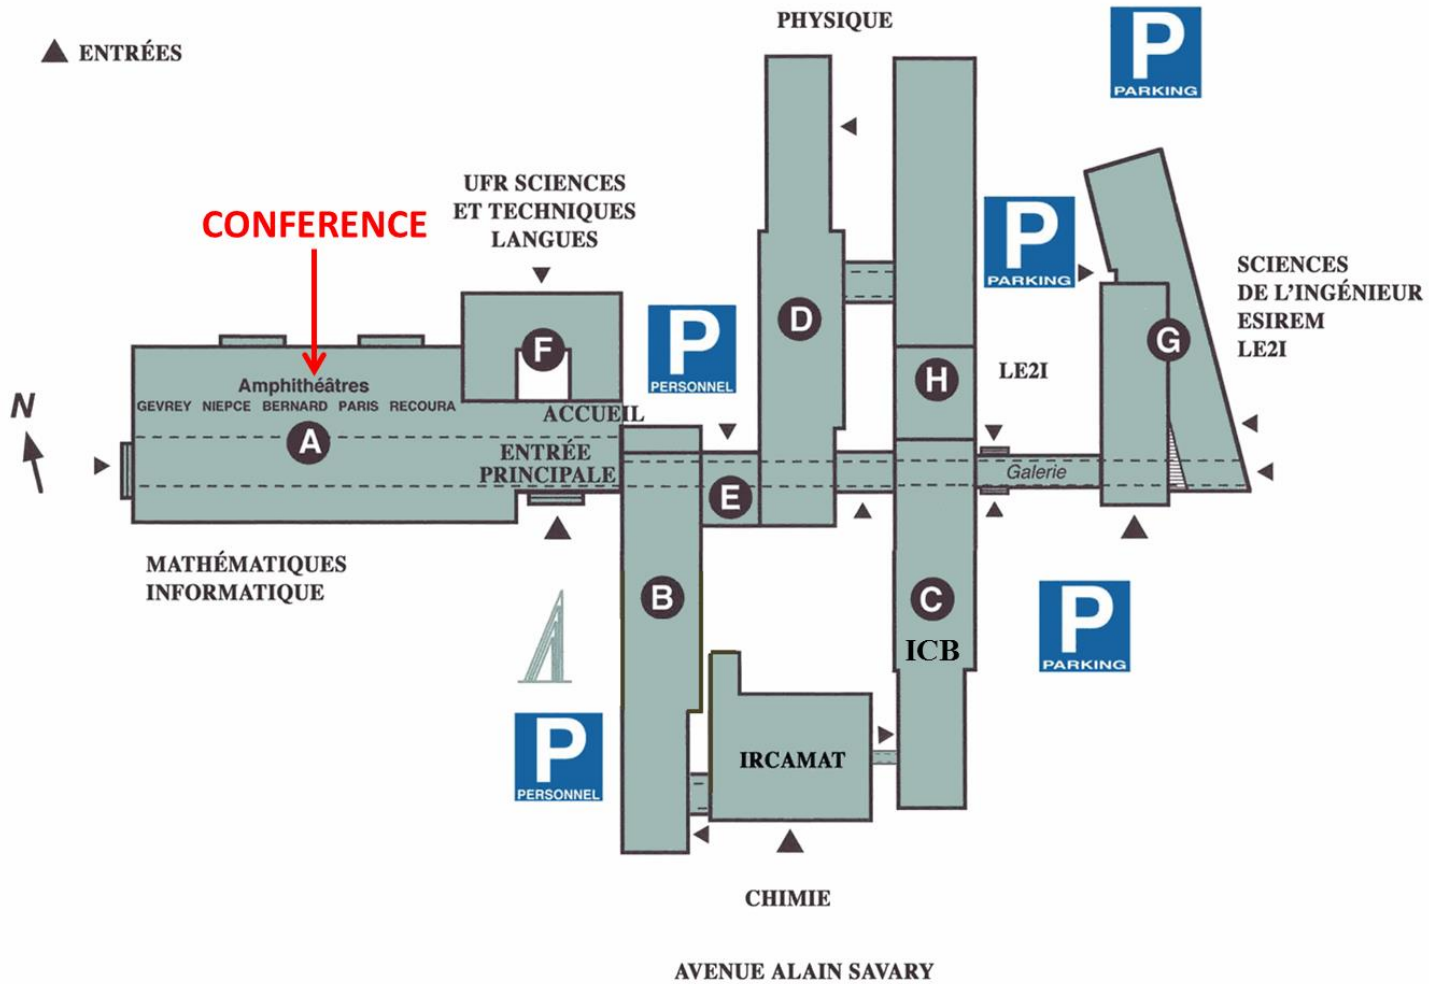 PHYSIQUE
P
PARKING
ENTRÉES
UFR SCIENCES
ET TECHNIQUES
LANGUES
CONFERENCE
P
PARKING
SCIENCES
DE L'INGÉNIEUR
ESIREM
LE2I
P
PERSONNEL
D
G
F
H
LE2I
Amphithéâtres
GEVREY NIEPCE BERNARD PARIS RECOURA
ACCUEIL
N
A
ENTRÉE
PRINCIPALE
Galerie
E
MATHÉMATIQUES
INFORMATIQUE
B
C
ICB
P
PARKING
P
PERSONNEL
IRCAMAT
CHIMIE
AVENUE ALAIN SAVARY